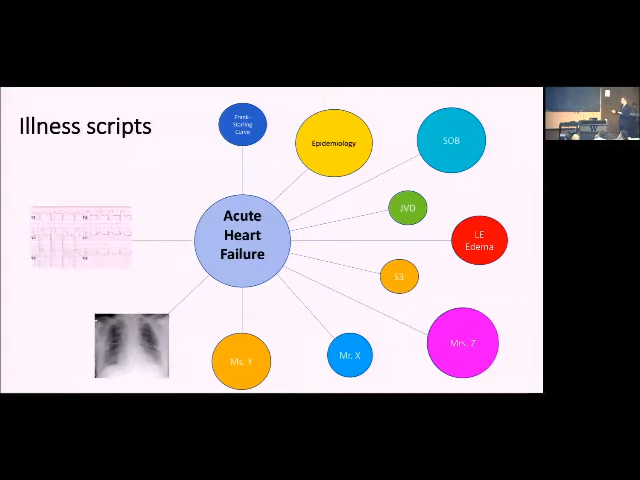 Illness scripts
Frank-
Starling
Curve
Epidemiology
SOB
JVD
LE
Edema
S3
Mrs. Z
Mr. X
Ms. Y
Acute
Heart
Failure